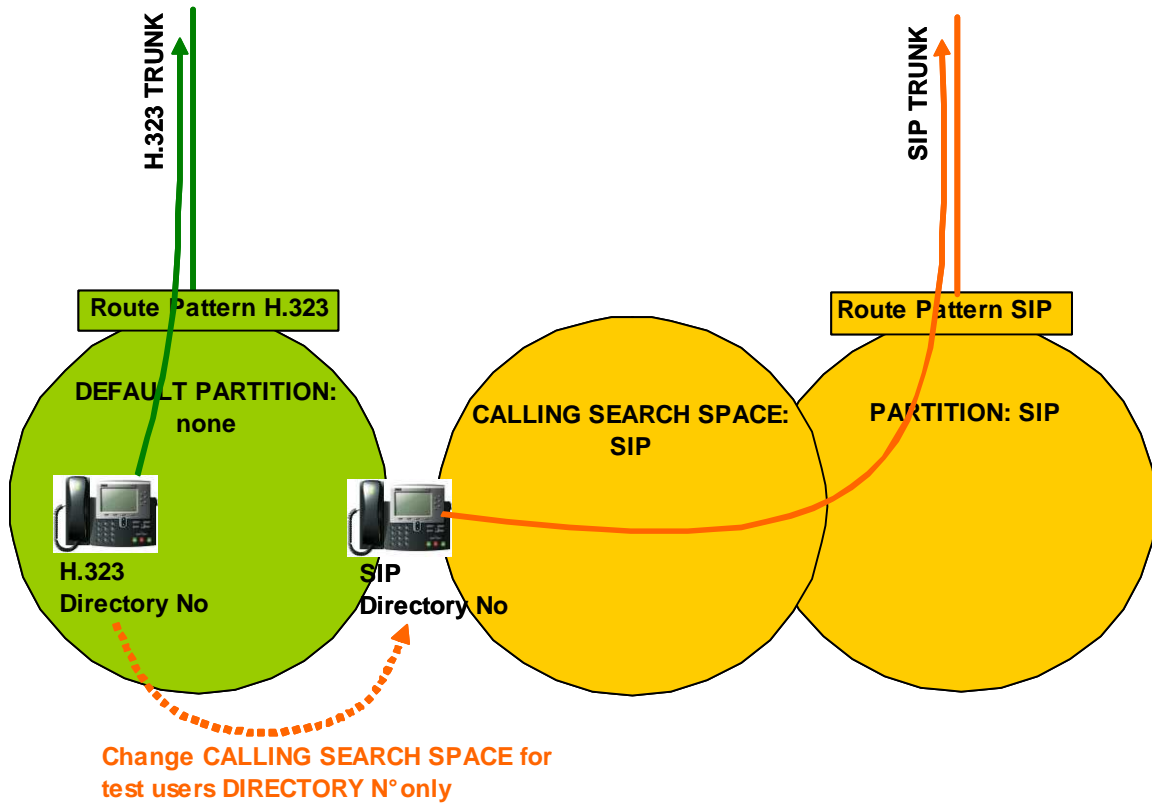 H.323 TRUNK
SIP TRUNK
Route Pattern H.323
Route Pattern SIP
DEFAULT PARTITION:
none
CALLING SEARCH SPACE:
SIP
PARTITION: SIP
H.323
Directory No
SIP
Directory No
Change CALLING SEARCH SPACE for
test users DIRECTORY N° only